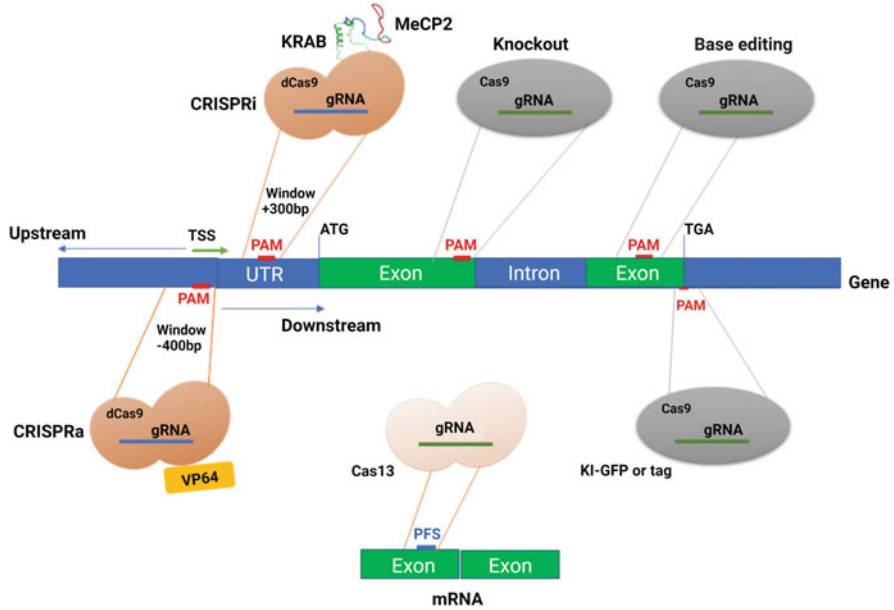 KRAB
MeCP2
Knockout
Base editing
dCas9
gRNA
CRISPRi
Cas9
gRNA
Cas9
gRNA
Window
+300bp
Upstream
TSS
ATG
TGA
PAM
PAM
PAM
UTR
Exon
Intron
Exon
Gene
PAM
PAM
Downstream
Window
-400bp
dCas9
gRNA
CRISPRa
VP64
gRNA
Cas13
Cas9
gRNA
KI-GFP or tag
PFS
Exon
Exon
mRNA